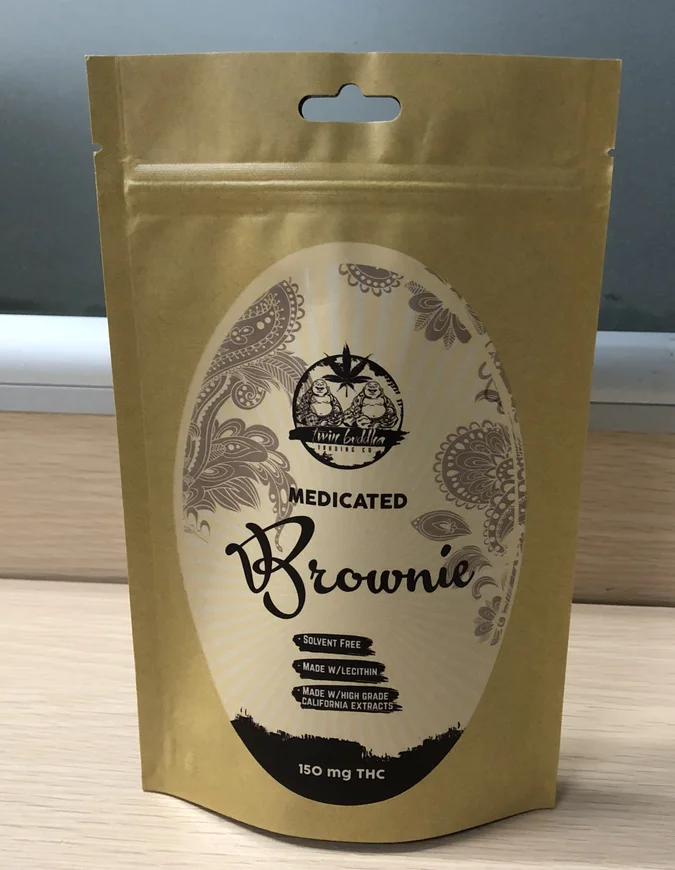 twin buddha
TRADING CO
MEDICATED
Brownie
· SOLVENT FREE
· MADE W/LECITHIN
· MADE W/HIGH GRADE
CALIFORNIA EXTRACTS
150 mg THC